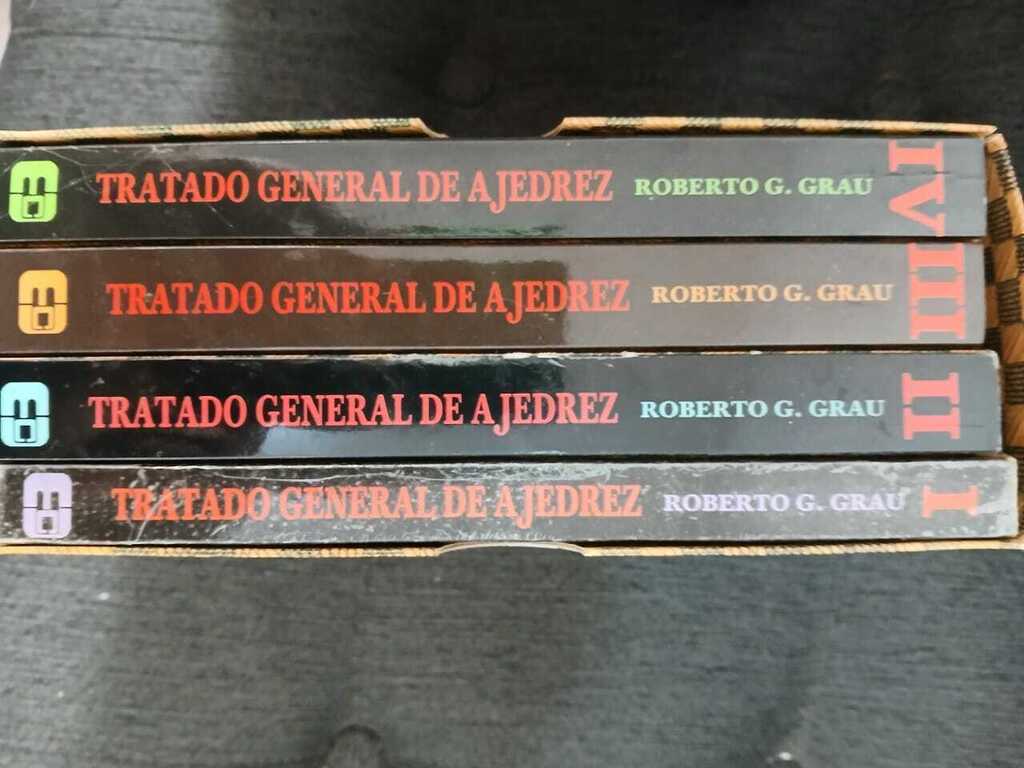 TRATADO GENERAL DE AJEDREZ ROBERTO G. GRAU IV
TRATADO GENERAL DE AJEDREZ ROBERTO G. GRAU III
TRATADO GENERAL DE AJEDREZ ROBERTO G. GRAU II
TRATADO GENERAL DE AJEDREZ ROBERTO G. GRAU I